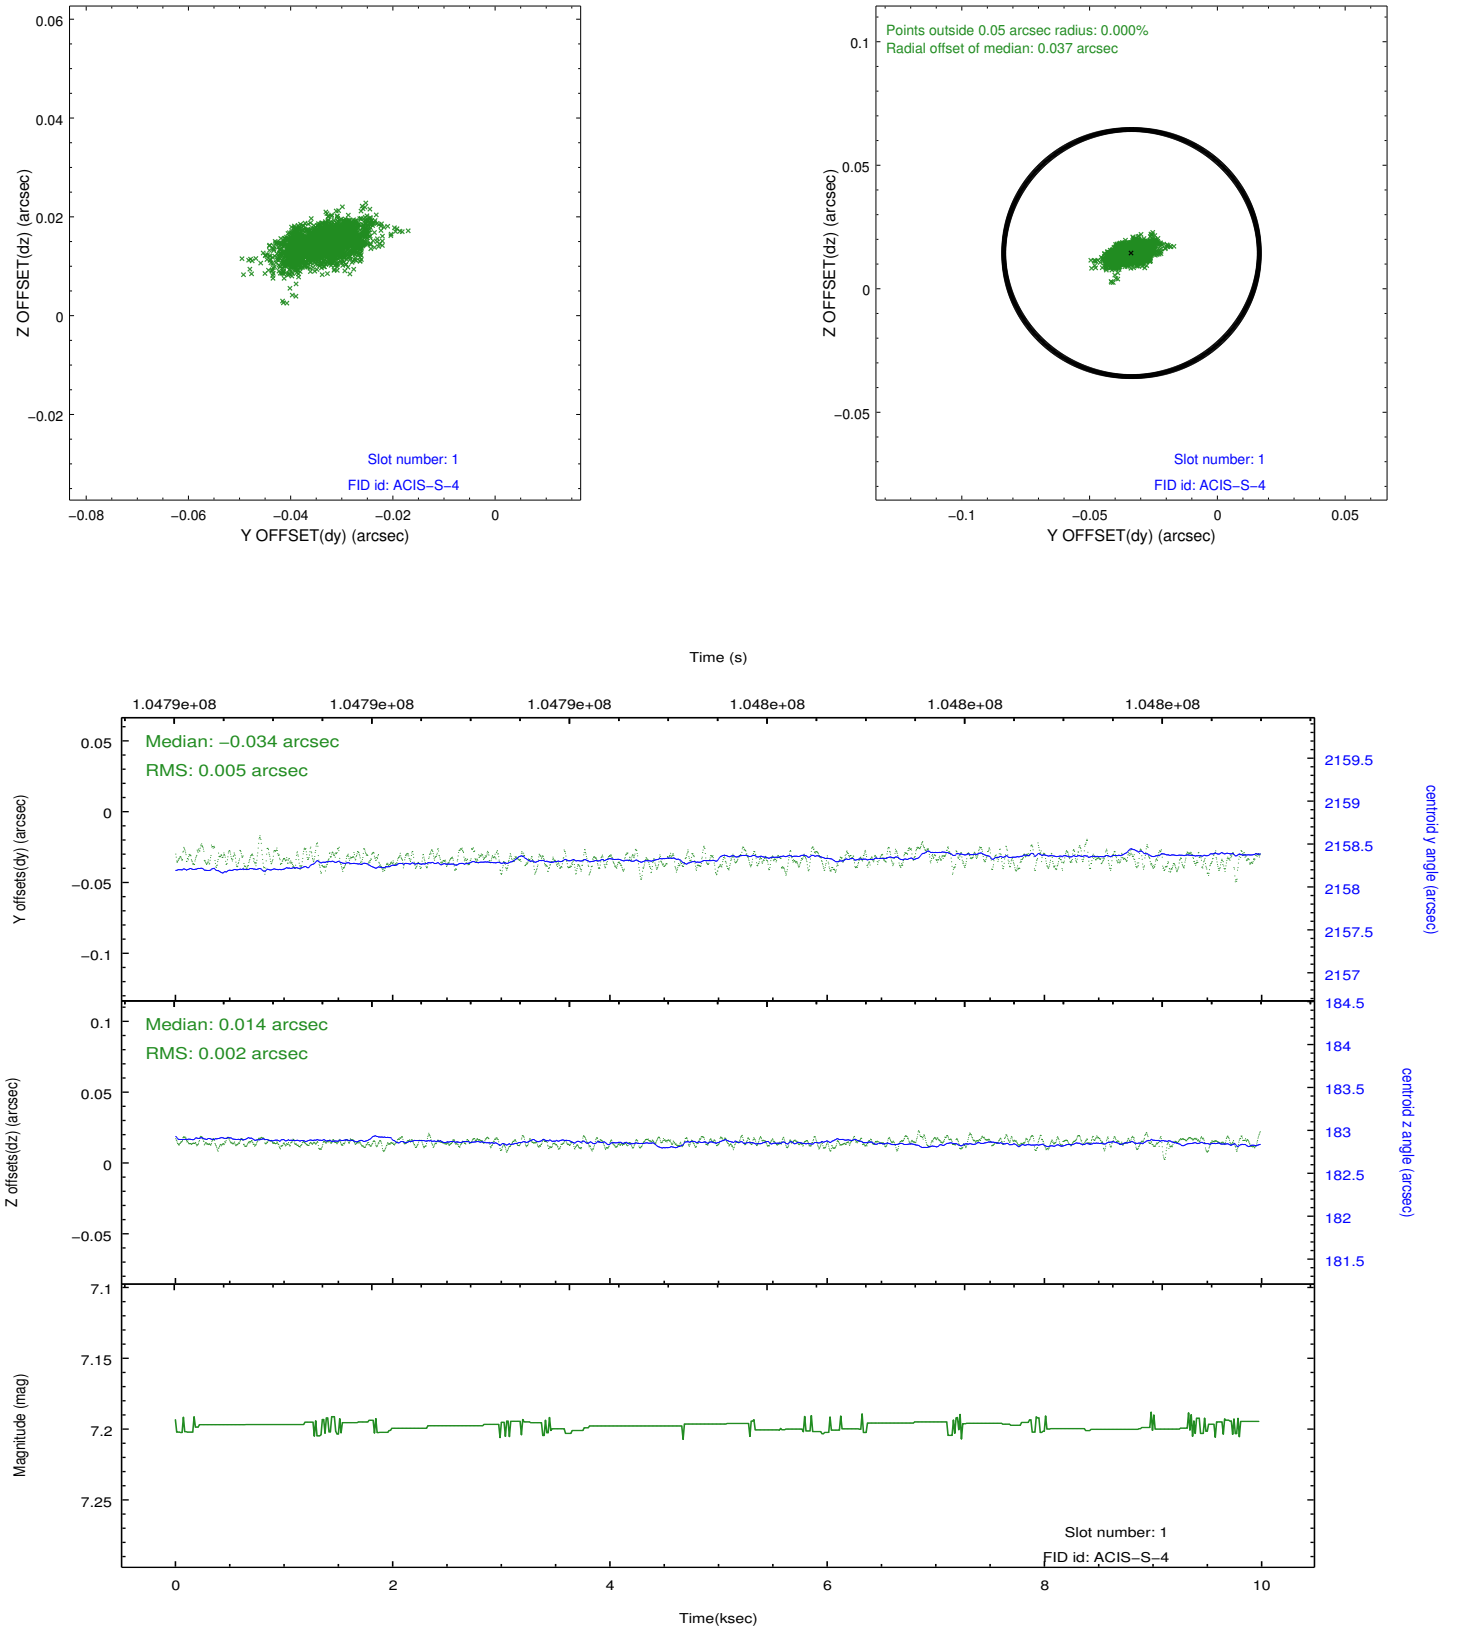 0.06
0.04
0.02
0
−0.02
Z OFFSET(dz) (arcsec)
Slot number: 1
FID id: ACIS−S−4
−0.08
−0.06
−0.04
−0.02
0
Y OFFSET(dy) (arcsec)
Points outside 0.05 arcsec radius: 0.000%
Radial offset of median: 0.037 arcsec
0.1
0.05
0
−0.05
Z OFFSET(dz) (arcsec)
Slot number: 1
FID id: ACIS−S−4
−0.1
−0.05
0
0.05
Y OFFSET(dy) (arcsec)
Time (s)
1.0479e+08
1.0479e+08
1.0479e+08
1.048e+08
1.048e+08
1.048e+08
Median: −0.034 arcsec
RMS: 0.005 arcsec
0.05
0
−0.05
−0.1
Y offsets(dy) (arcsec)
2159.5
2159
2158.5
2158
2157.5
2157
centroid y angle (arcsec)
Median: 0.014 arcsec
RMS: 0.002 arcsec
0.1
0.05
0
−0.05
Z offsets(dz) (arcsec)
184.5
184
183.5
183
182.5
182
181.5
centroid z angle (arcsec)
7.1
7.15
7.2
7.25
Magnitude (mag)
Slot number: 1
FID id: ACIS−S−4
0
2
4
6
8
10
Time(ksec)